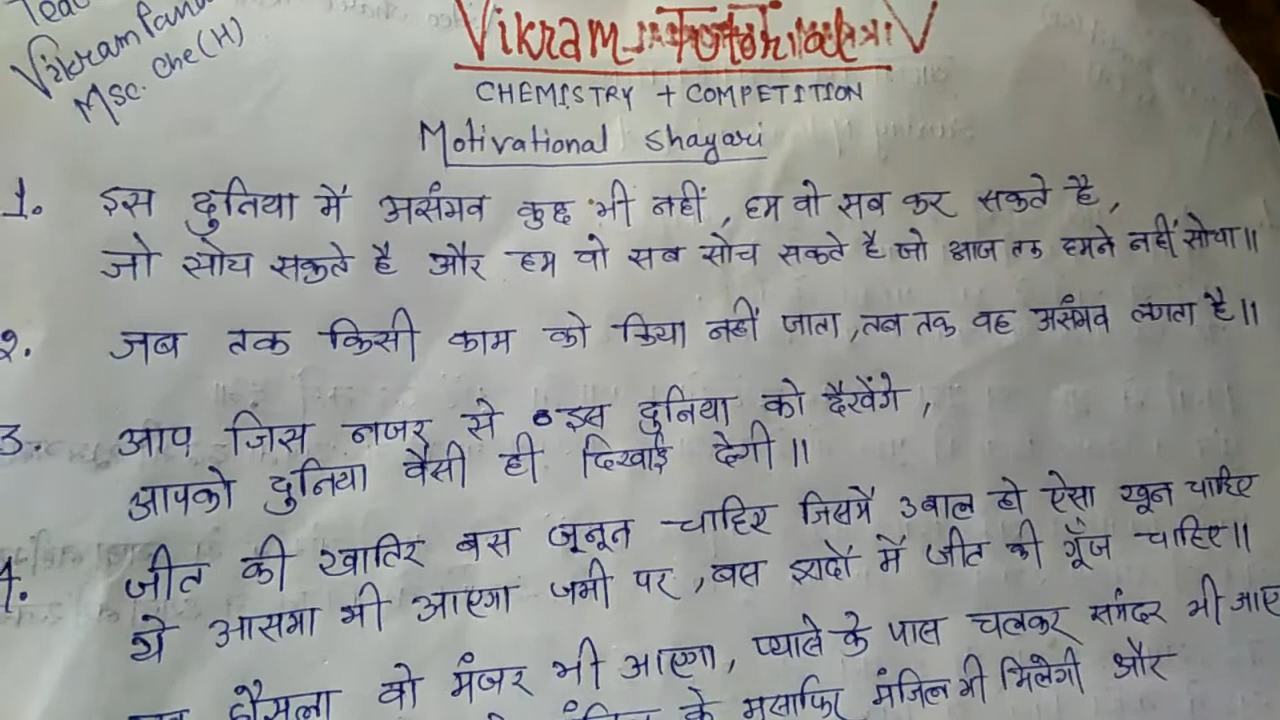 Vikram Pand
Msc. Che(H)
Vikram Tutorial
CHEMISTRY + COMPETITION
Motivational Shayari
1. इस दुनिया में असंभव कुछ भी नहीं, हम वो सब कर सकते है,
जो सोच सकते है और हम वो सब सोच सकते है जो आज तक हमने नहीं सोचा॥
2. जब तक किसी काम को किया नहीं जाता, तब तक वह असंभव लगता है॥
3. आप जिस नजर से इस दुनिया को देखेंगे,
आपको दुनिया वैसी ही दिखाई देगी॥
4. जीत की खातिर बस जूनून चाहिए जिसमें उबाल हो ऐसा खून चाहिए
ये आसमा भी आएगा जमी पर, बस इरादों में जीत की गूँज चाहिए॥
हौसला वो मंजर भी आएगा, प्यासे के पास चलकर समंदर भी आए
के मुसाफिर मंजिल भी मिलेगी और